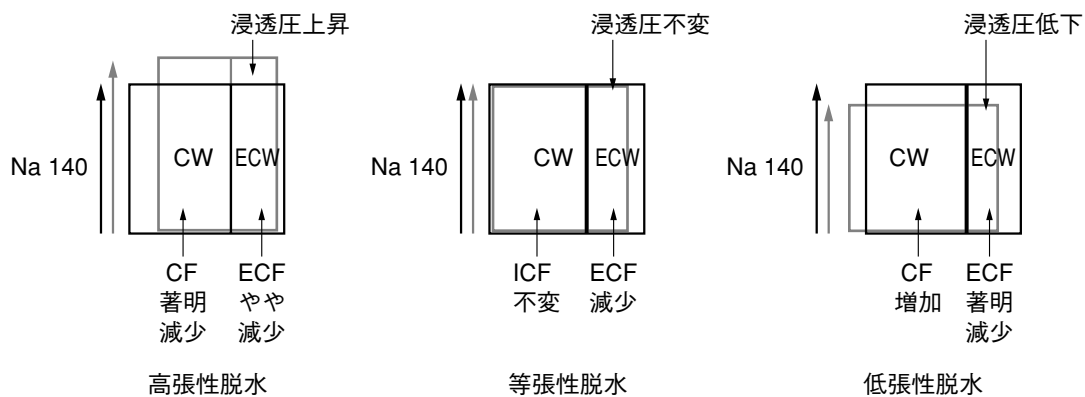 浸透圧上昇
浸透圧不変
浸透圧低下
Na 140
CW
ECW
Na 140
CW
ECW
Na 140
CW
ECW
CF
著明
減少
ECF
やや
減少
ICF
不変
ECF
減少
CF
増加
ECF
著明
減少
高張性脱水
等張性脱水
低張性脱水